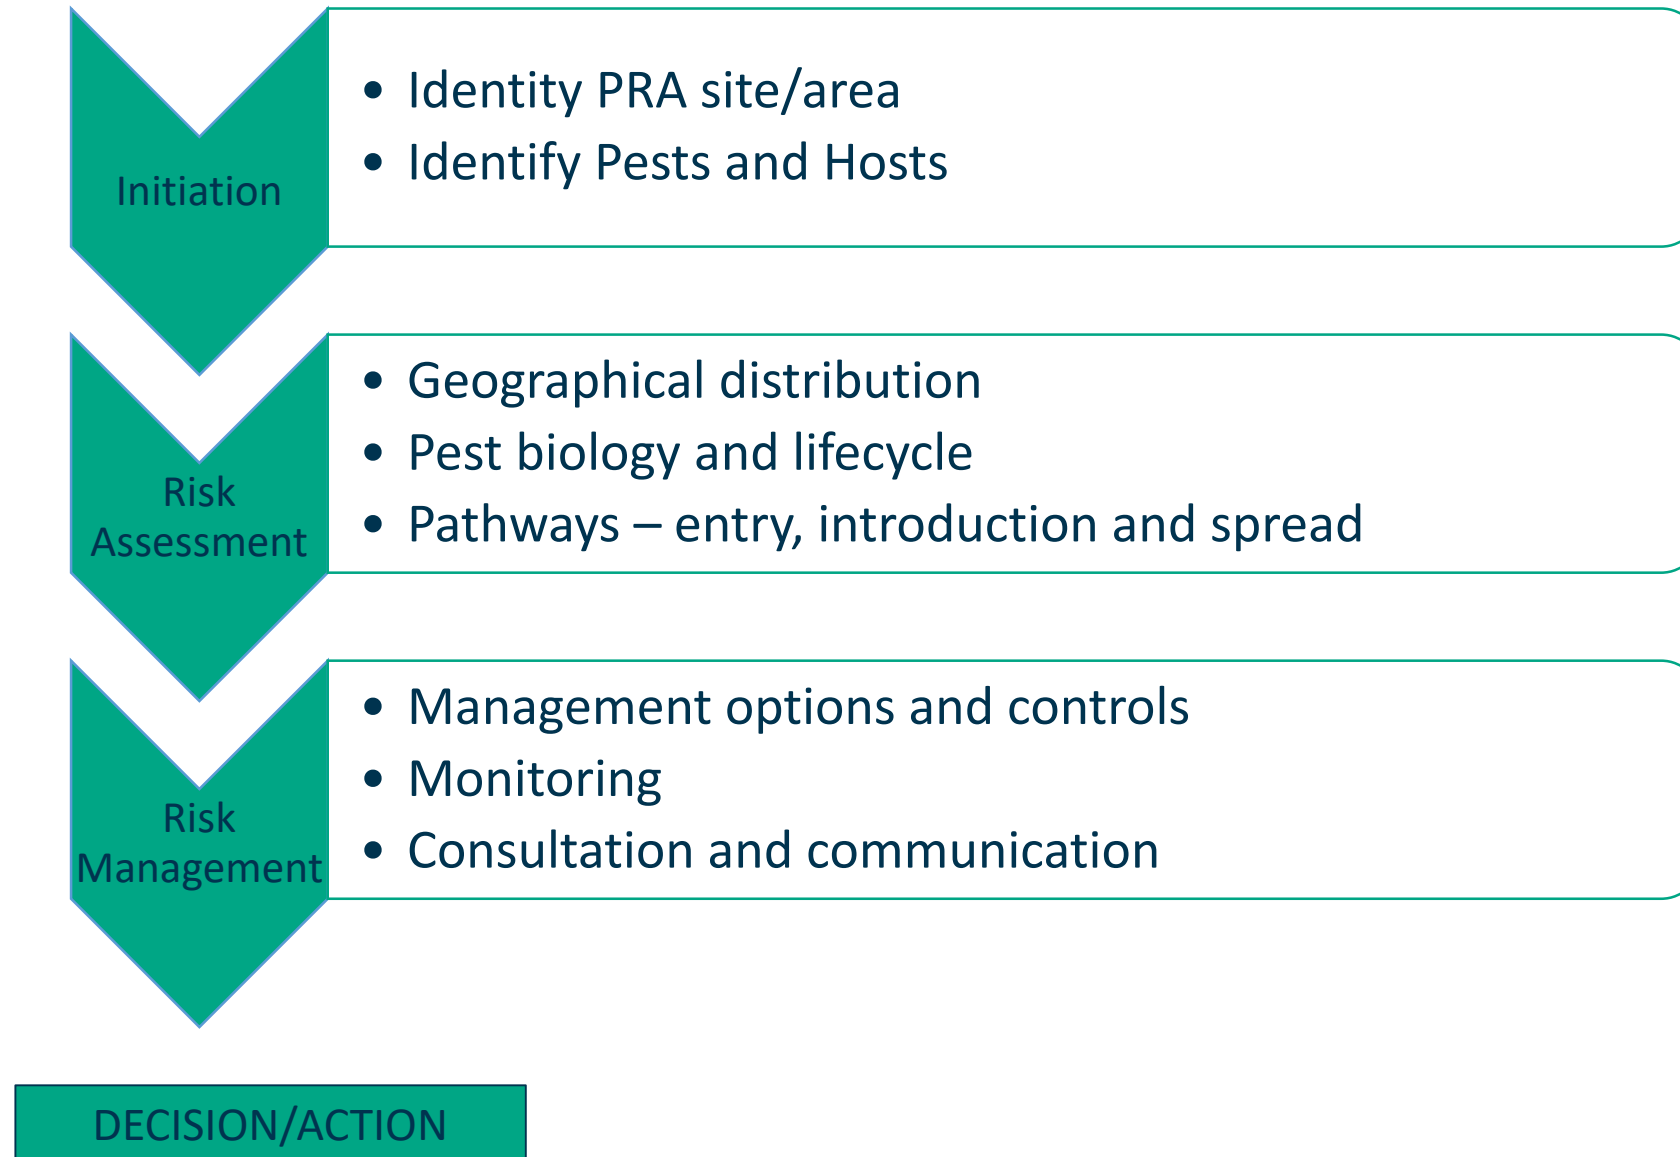 Initiation
• Identity PRA site/area
• Identify Pests and Hosts
Risk
Assessment
• Geographical distribution
• Pest biology and lifecycle
• Pathways – entry, introduction and spread
Risk
Management
• Management options and controls
• Monitoring
• Consultation and communication
DECISION/ACTION